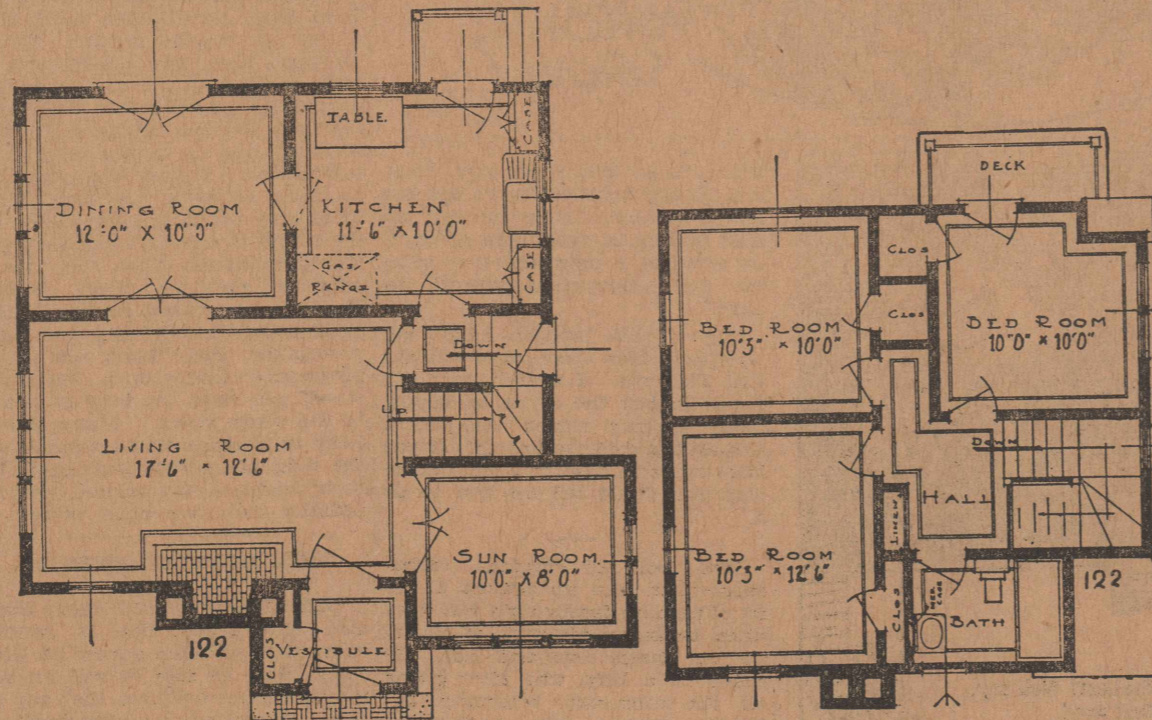 TABLE.
CASE
DINING ROOM
12'0" X 10'0"
KITCHEN
11'-6" X 10'0"
GAS
RANGE
CASE
DOWN
UP
LIVING ROOM
17'6" x 12'6"
SUN ROOM.
10'0" X 8'0"
CLOS
VESTIBULE
122
DECK
CLOS
BED ROOM
10'3" x 10'0"
CLOS
BED ROOM
10'0" x 10'0"
DOWN
HALL
LINEN
BED ROOM
10'3" x 12'6"
CLOS
MED.
CASE
BATH
122